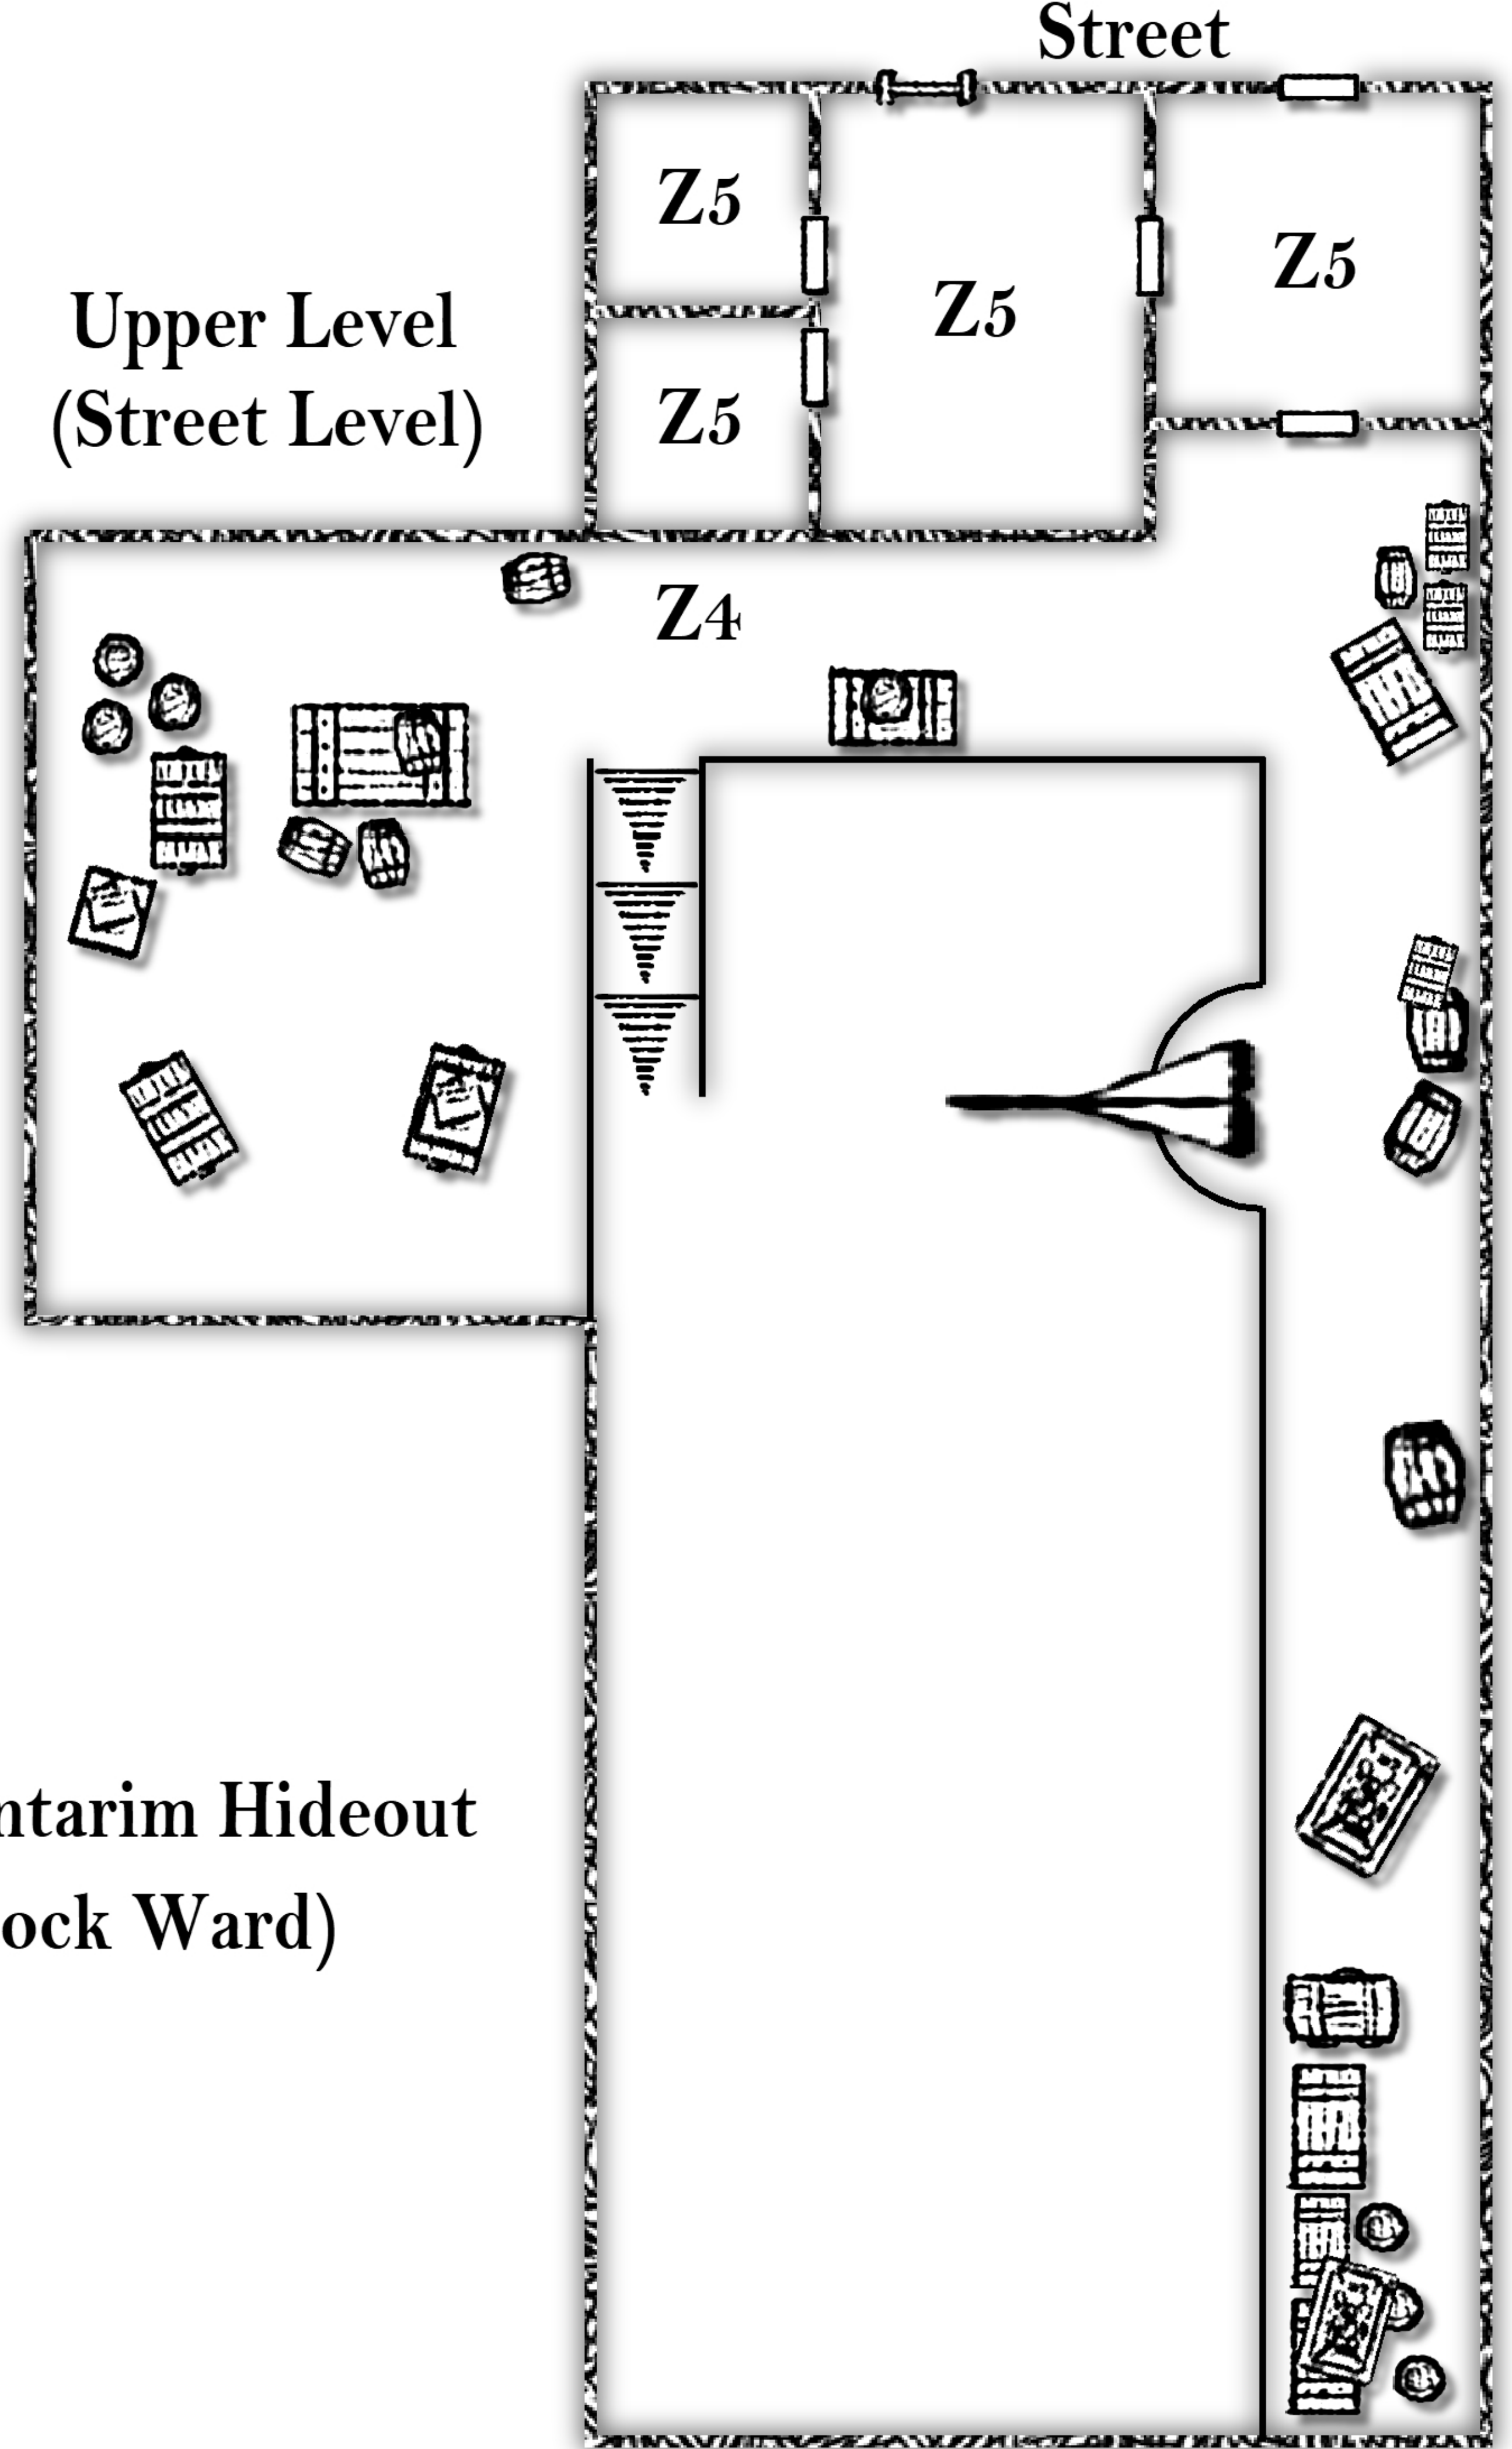 Street
Z5
Z5
Z5
Z5
Upper Level
(Street Level)
Z4
ntarim Hideout
ock Ward)